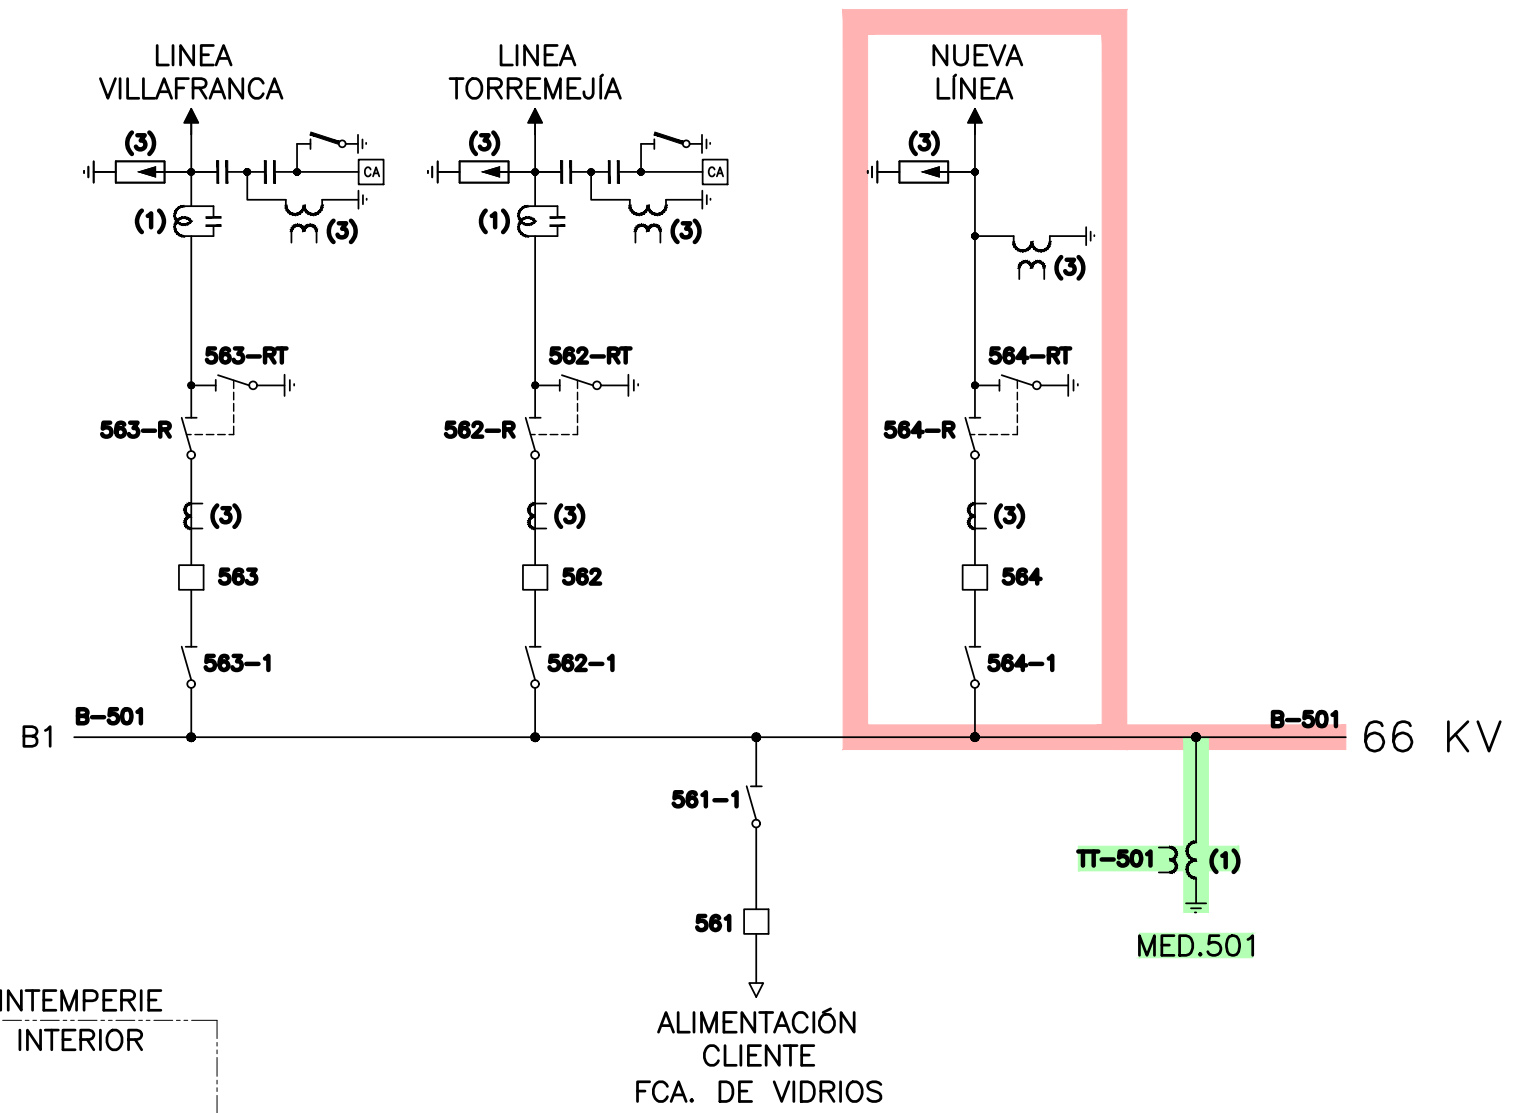 LINEA
VILLAFRANCA
LINEA
TORREMEJÍA
NUEVA
LÍNEA
(3)
(3)
(3)
CA
CA
(1)
(3)
(1)
(3)
(3)
563-RT
562-RT
564-RT
563-R
562-R
564-R
(3)
(3)
(3)
563
562
564
563-1
562-1
564-1
B1
B-501
B-501
66 KV
561-1
TT-501
(1)
561
MED.501
INTEMPERIE
INTERIOR
ALIMENTACIÓN
CLIENTE
FCA. DE VIDRIOS